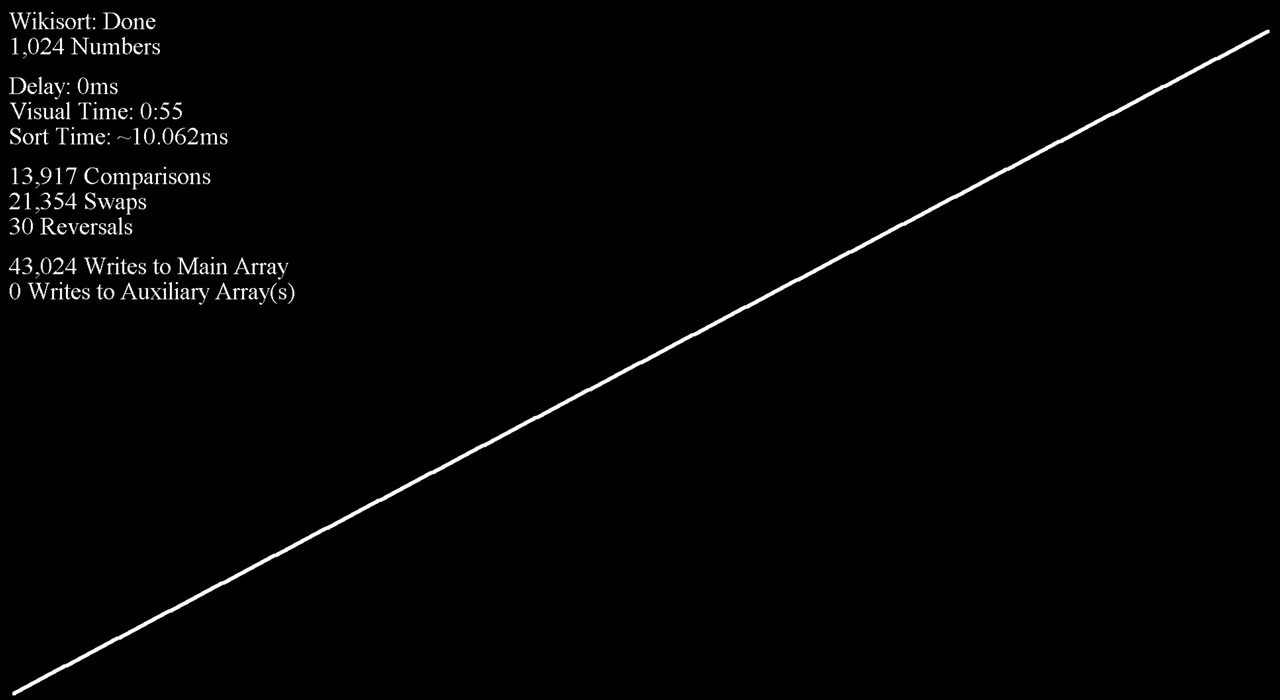 Wikisort: Done
1,024 Numbers
Delay: 0ms
Visual Time: 0:55
Sort Time: ~10.062ms
13,917 Comparisons
21,354 Swaps
30 Reversals
43,024 Writes to Main Array
0 Writes to Auxiliary Array(s)